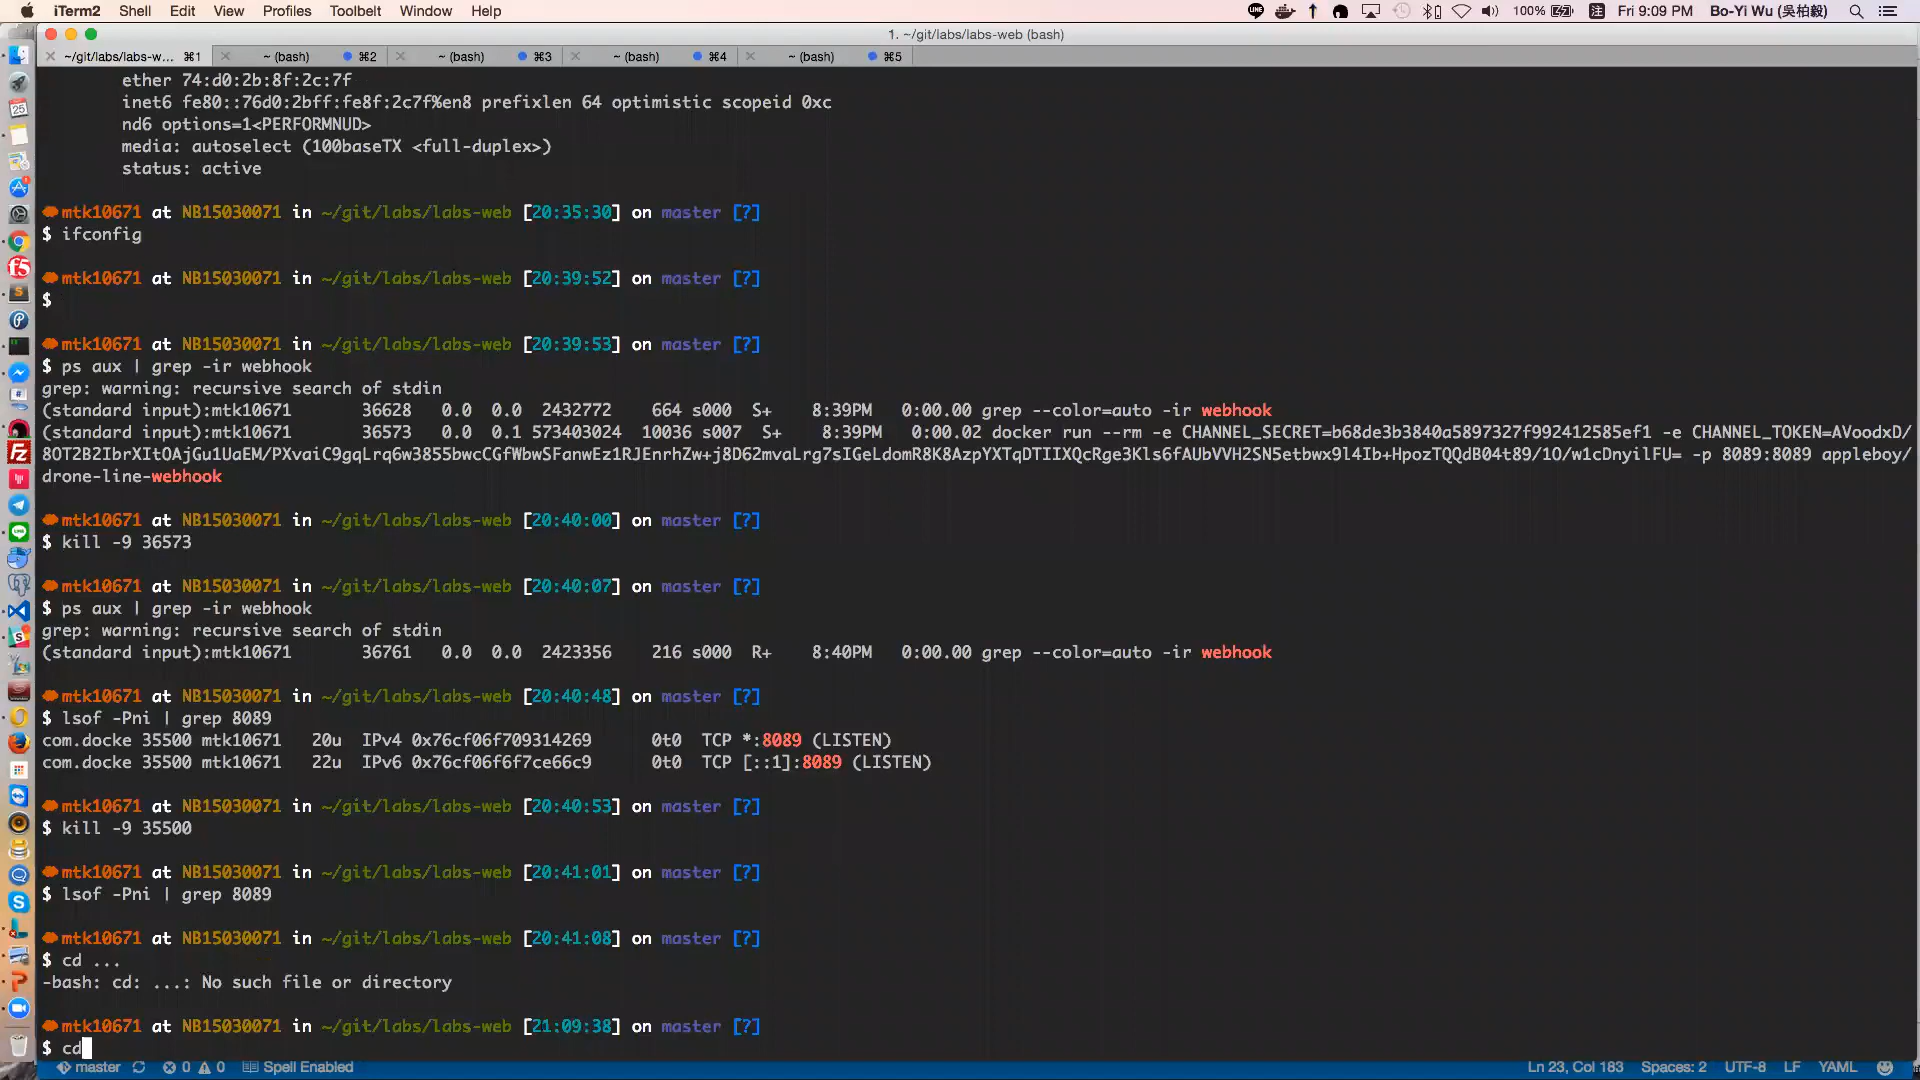 iTerm2 Shell Edit View Profiles Toolbelt Window Help 100% Fri 9:09 PM Bo-Yi Wu (吳柏毅)
1. ~/git/labs/labs-web (bash)
~/git/labs/labs-w... ⌘1 ~ (bash) ⌘2 ~ (bash) ⌘3 ~ (bash) ⌘4 ~ (bash) ⌘5
ether 74:d0:2b:8f:2c:7f
inet6 fe80::76d0:2bff:fe8f:2c7f%en8 prefixlen 64 optimistic scopeid 0xc
nd6 options=1<PERFORMNUD>
media: autoselect (100baseTX <full-duplex>)
status: active
mtk10671 at NB15030071 in ~/git/labs/labs-web [20:35:30] on master [?]
$ ifconfig
mtk10671 at NB15030071 in ~/git/labs/labs-web [20:39:52] on master [?]
$
mtk10671 at NB15030071 in ~/git/labs/labs-web [20:39:53] on master [?]
$ ps aux | grep -ir webhook
grep: warning: recursive search of stdin
(standard input):mtk10671 36628 0.0 0.0 2432772 664 s000 S+ 8:39PM 0:00.00 grep --color=auto -ir webhook
(standard input):mtk10671 36573 0.0 0.1 573403024 10036 s007 S+ 8:39PM 0:00.02 docker run --rm -e CHANNEL_SECRET=b68de3b3840a5897327f992412585ef1 -e CHANNEL_TOKEN=AVoodxD/
8OT2B2IbrXItOAjGu1UaEM/PXvaiC9gqLrq6w3855bwcCGfWbwSFanwEz1RJEnrhZw+j8D62mvaLrg7sIGeLdomR8K8AzpYXTqDTIIXQcRge3Kls6fAUbVVH2SN5etbwx9l4Ib+HpozTQQdB04t89/1O/w1cDnyilFU= -p 8089:8089 appleboy/
drone-line-webhook
mtk10671 at NB15030071 in ~/git/labs/labs-web [20:40:00] on master [?]
$ kill -9 36573
mtk10671 at NB15030071 in ~/git/labs/labs-web [20:40:07] on master [?]
$ ps aux | grep -ir webhook
grep: warning: recursive search of stdin
(standard input):mtk10671 36761 0.0 0.0 2423356 216 s000 R+ 8:40PM 0:00.00 grep --color=auto -ir webhook
mtk10671 at NB15030071 in ~/git/labs/labs-web [20:40:48] on master [?]
$ lsof -Pni | grep 8089
com.docke 35500 mtk10671 20u IPv4 0x76cf06f709314269 0t0 TCP *:8089 (LISTEN)
com.docke 35500 mtk10671 22u IPv6 0x76cf06f6f7ce66c9 0t0 TCP [::1]:8089 (LISTEN)
mtk10671 at NB15030071 in ~/git/labs/labs-web [20:40:53] on master [?]
$ kill -9 35500
mtk10671 at NB15030071 in ~/git/labs/labs-web [20:41:01] on master [?]
$ lsof -Pni | grep 8089
mtk10671 at NB15030071 in ~/git/labs/labs-web [20:41:08] on master [?]
$ cd ...
-bash: cd: ...: No such file or directory
mtk10671 at NB15030071 in ~/git/labs/labs-web [21:09:38] on master [?]
$ cd
master 0 0 Spell Enabled Ln 23, Col 183 Spaces: 2 UTF-8 LF YAML